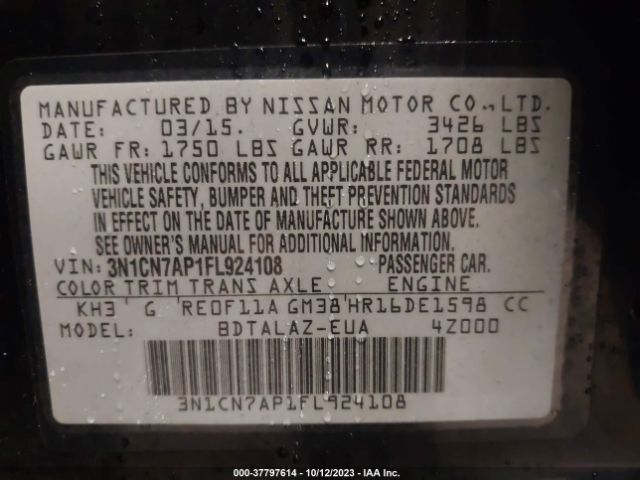 MANUFACTURED BY NISSAN MOTOR CO., LTD.
DATE: 03/15. GVWR: 3426 LBS
GAWR FR: 1750 LBS GAWR RR: 1708 LBS
THIS VEHICLE CONFORMS TO ALL APPLICABLE FEDERAL MOTOR
VEHICLE SAFETY, BUMPER AND THEFT PREVENTION STANDARDS
IN EFFECT ON THE DATE OF MANUFACTURE SHOWN ABOVE.
SEE OWNER'S MANUAL FOR ADDITIONAL INFORMATION.
VIN: 3N1CN7AP1FL924108 PASSENGER CAR.
COLOR TRIM TRANS AXLE ENGINE
KH3 G RE0F11A GM38 HR16DE1598 CC
MODEL: BDTALAZ-EUA 4Z000
3N1CN7AP1FL924108
000-37797614 - 10/12/2023 - IAA Inc.